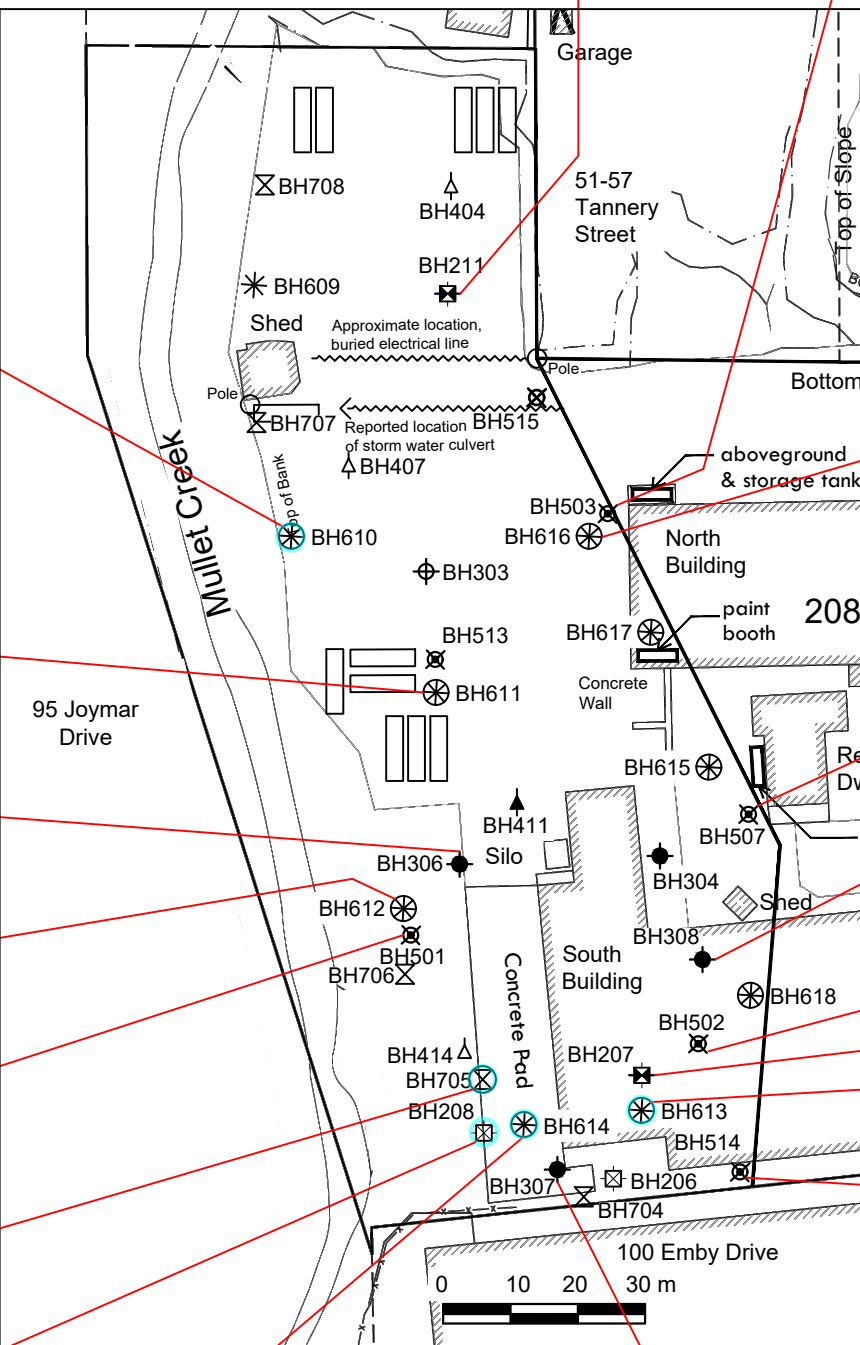 Garage
51-57
Tannery
Street
Top of Slope
BH708
BH404
BH211
BH609
Shed
Approximate location,
buried electrical line
Pole
Bottom
Pole
BH707
Reported location
of storm water culvert
BH515
BH407
aboveground
& storage tank
Mullet Creek
BH503
BH610
BH616
North
Building
BH303
208
paint
booth
BH617
BH513
BH611
Concrete
Wall
95 Joymar
Drive
BH615
BH411
BH507
Silo
BH306
BH304
Shed
BH612
BH308
BH501
BH706
South
Building
Concrete Pad
BH618
BH502
BH414
BH705
BH207
BH208
BH614
BH613
BH514
BH307
BH206
BH704
100 Emby Drive
0 10 20 30 m